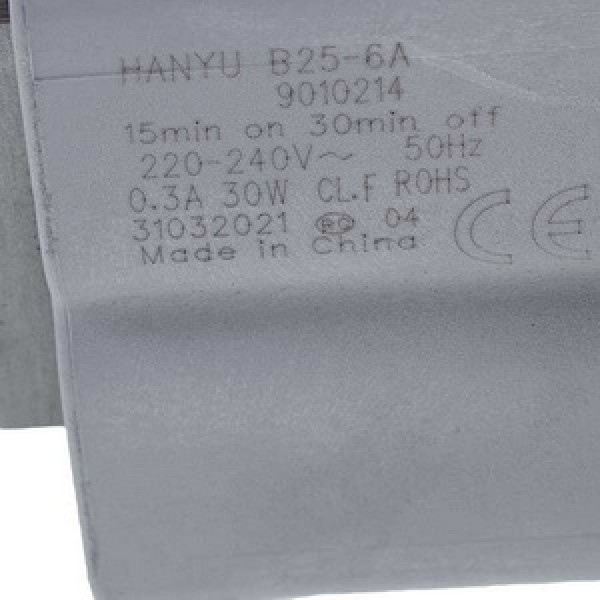 HANYU B25-6A
9010214
15min on 30min off
220-240V~ 50Hz
0.3A 30W CL.F ROHS
31032021 RC 04 CE
Made in China